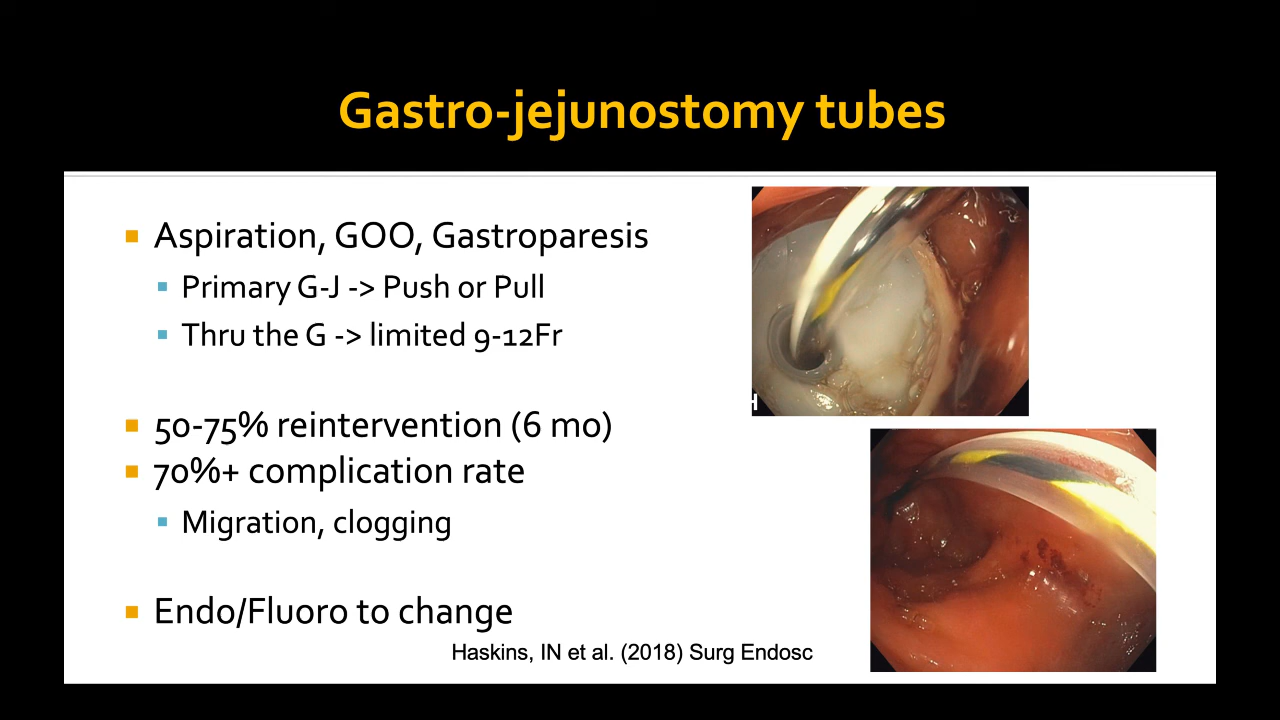 Gastro-jejunostomy tubes
Aspiration, GOO, Gastroparesis
Primary G-J -> Push or Pull
Thru the G -> limited 9-12Fr
50-75% reintervention (6 mo)
70%+ complication rate
Migration, clogging
Endo/Fluoro to change
Haskins, IN et al. (2018) Surg Endosc